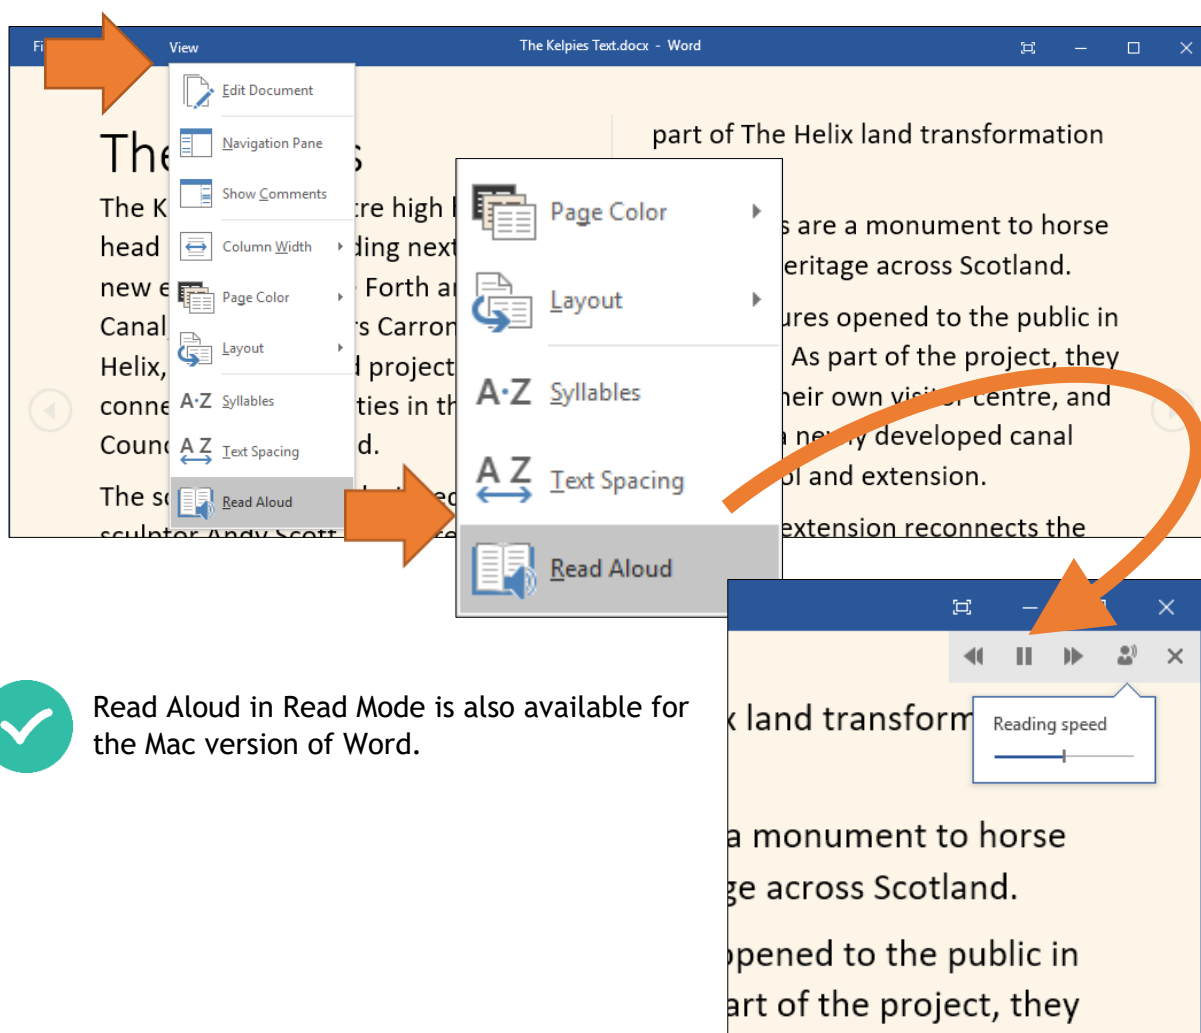 Fi
View
The Kelpies Text.docx - Word
Edit Document
Navigation Pane
Show Comments
Column Width
Page Color
Layout
A·Z Syllables
A Z Text Spacing
Read Aloud
The s
The K tre high h
head ding next
new e Forth an
Canal s Carron
Helix, d project
conne ties in th
Counc d.
The sc
sculptor Andy Scott
part of The Helix land transformation
s are a monument to horse
eritage across Scotland.
ures opened to the public in
As part of the project, they
heir own visitor centre, and
a newly developed canal
ol and extension.
extension reconnects the
Page Color
Layout
A·Z Syllables
A Z Text Spacing
Read Aloud
Read Aloud in Read Mode is also available for
the Mac version of Word.
Reading speed
x land transform
a monument to horse
ge across Scotland.
opened to the public in
art of the project, they